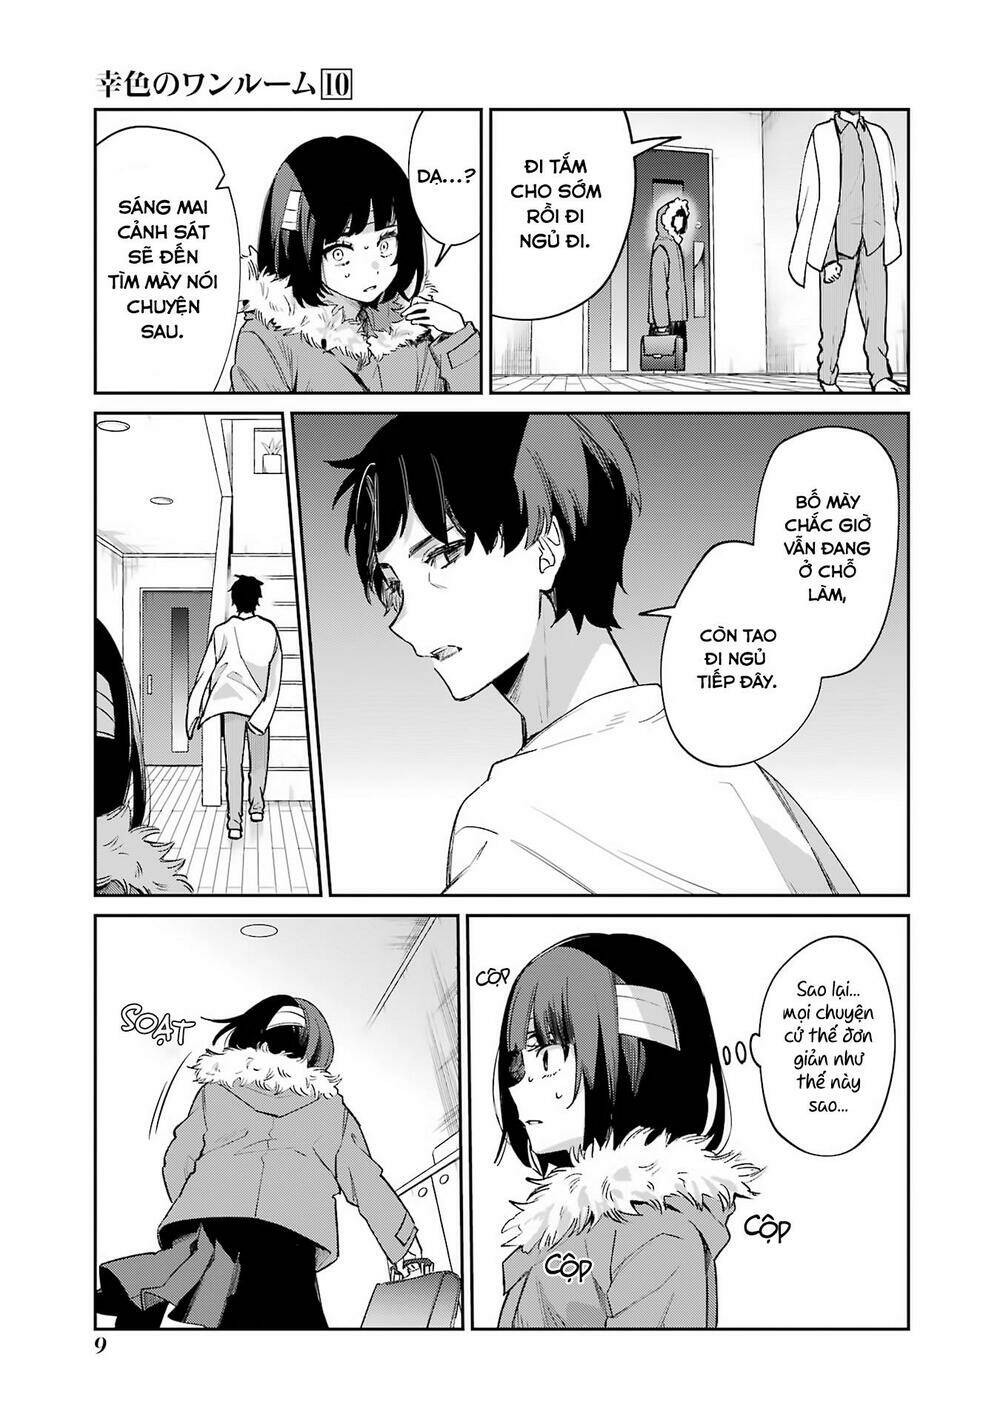 幸色のワンルーム10
ĐI TẮM
CHO SỚM
RỒI ĐI
NGỦ ĐI.
DẠ...?
SÁNG MAI
CẢNH SÁT
SẼ ĐẾN
TÌM MÀY NÓI
CHUYỆN
SAU.
BỐ MÀY
CHẮC GIỜ
VẪN ĐANG
Ở CHỖ
LÀM,
CÒN TAO
ĐI NGỦ
TIẾP ĐÂY.
Sao lại...
mọi chuyện
cứ thế đơn
giản như
thế này
sao...
CỘP
CỘP
CỘP
SOẠT
9